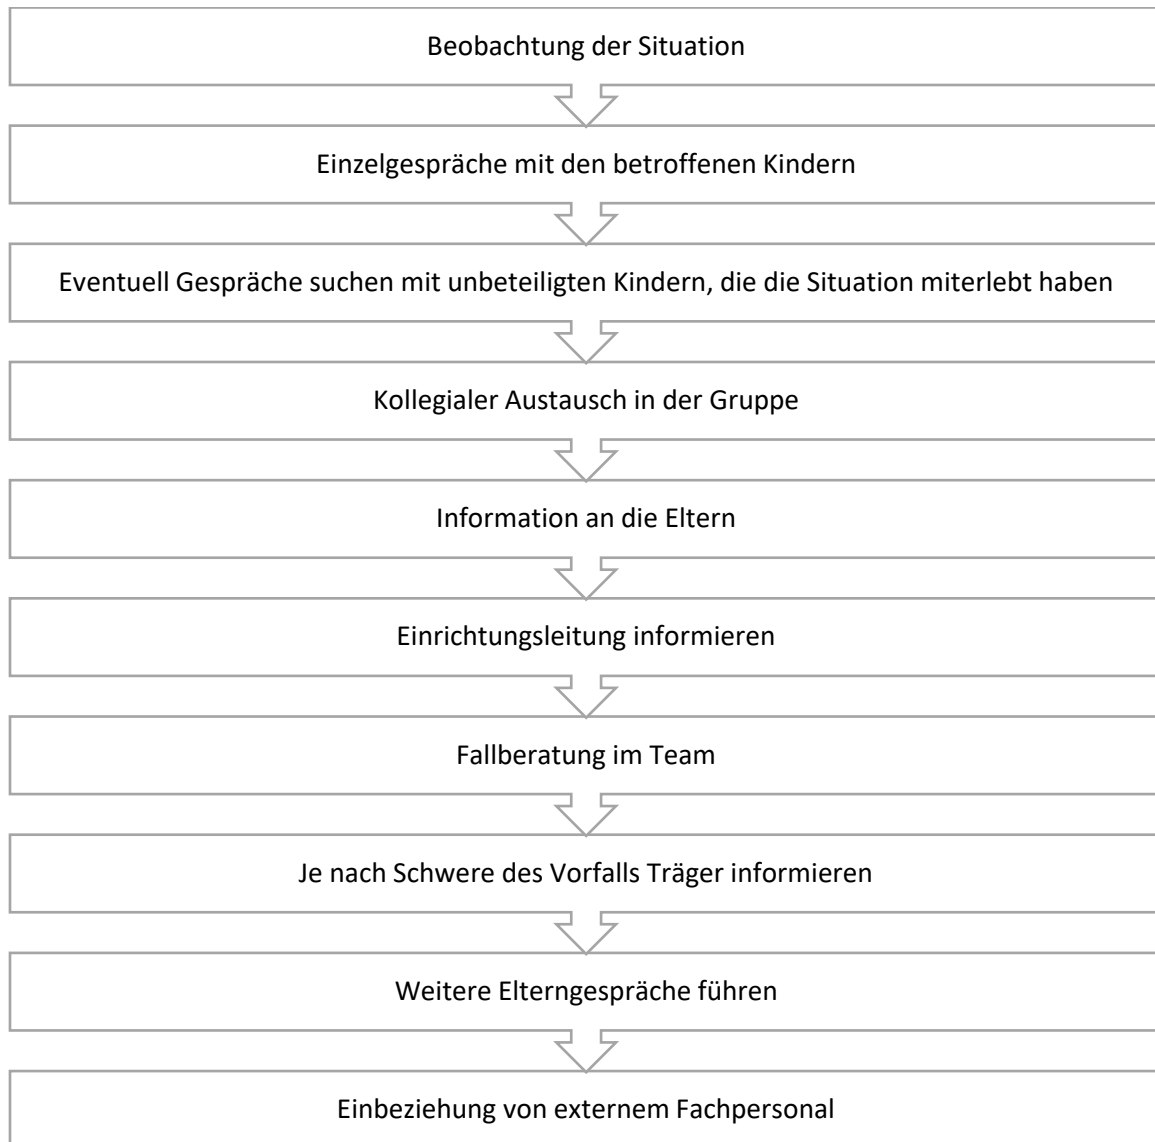 Beobachtung der Situation
Einzelgespräche mit den betroffenen Kindern
Eventuell Gespräche suchen mit unbeteiligten Kindern, die die Situation miterlebt haben
Kollegialer Austausch in der Gruppe
Information an die Eltern
Einrichtungsleitung informieren
Fallberatung im Team
Je nach Schwere des Vorfalls Träger informieren
Weitere Elterngespräche führen
Einbeziehung von externem Fachpersonal